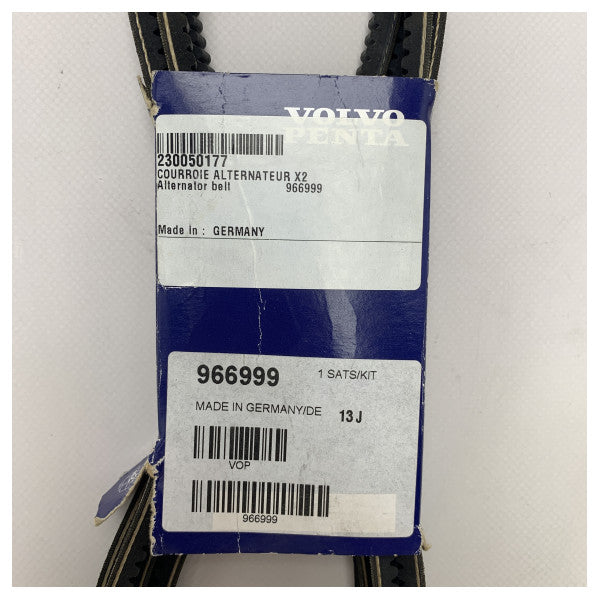 VOLVO
PENTA
230050177
COURROIE ALTERNATEUR X2
Alternator belt 966999
Made in : GERMANY
966999 1 SATS/KIT
MADE IN GERMANY/DE 13 J
VOP
966999